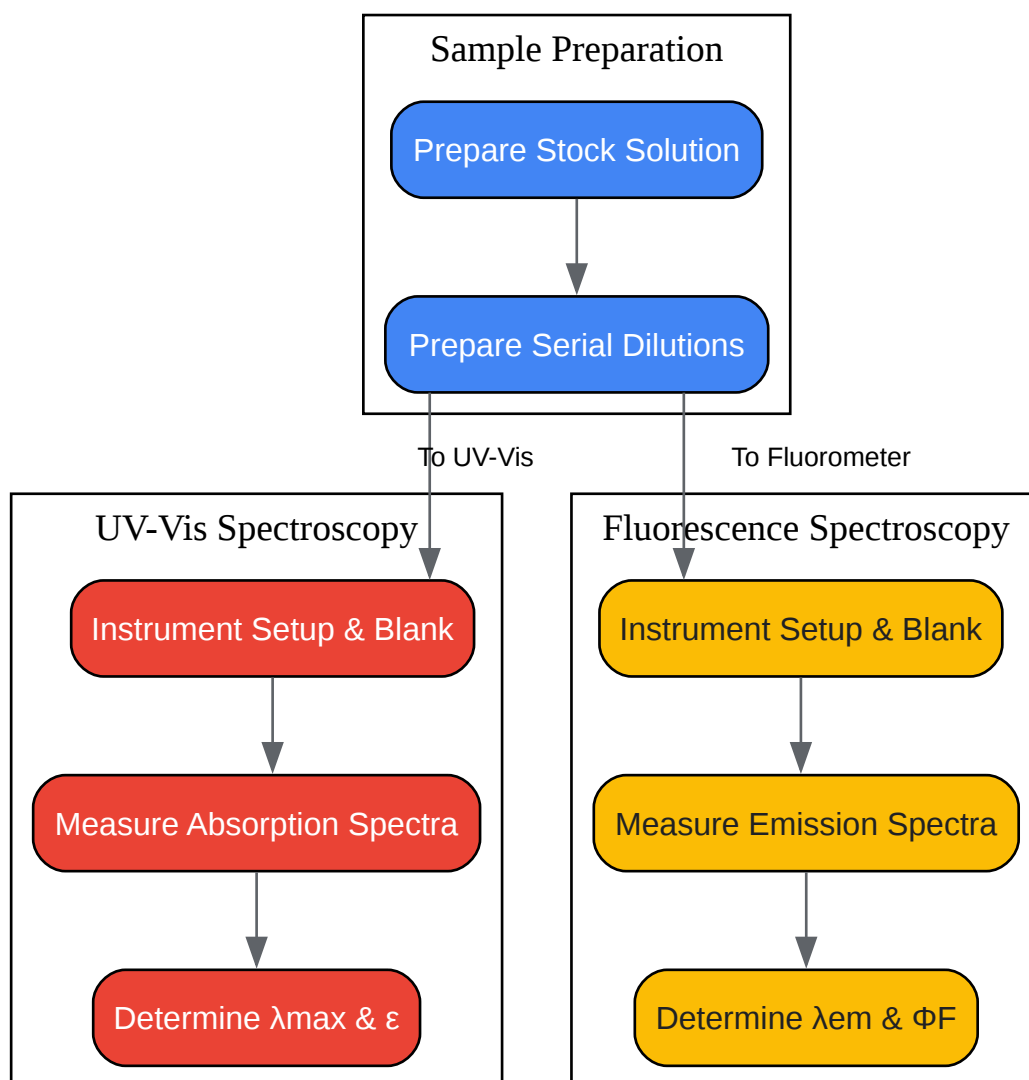 Sample Preparation
Prepare Stock Solution
Prepare Serial Dilutions
To UV-Vis
To Fluorometer
UV-Vis Spectroscopy
Instrument Setup & Blank
Measure Absorption Spectra
Determine λmax & ε
Fluorescence Spectroscopy
Instrument Setup & Blank
Measure Emission Spectra
Determine λem & ΦF